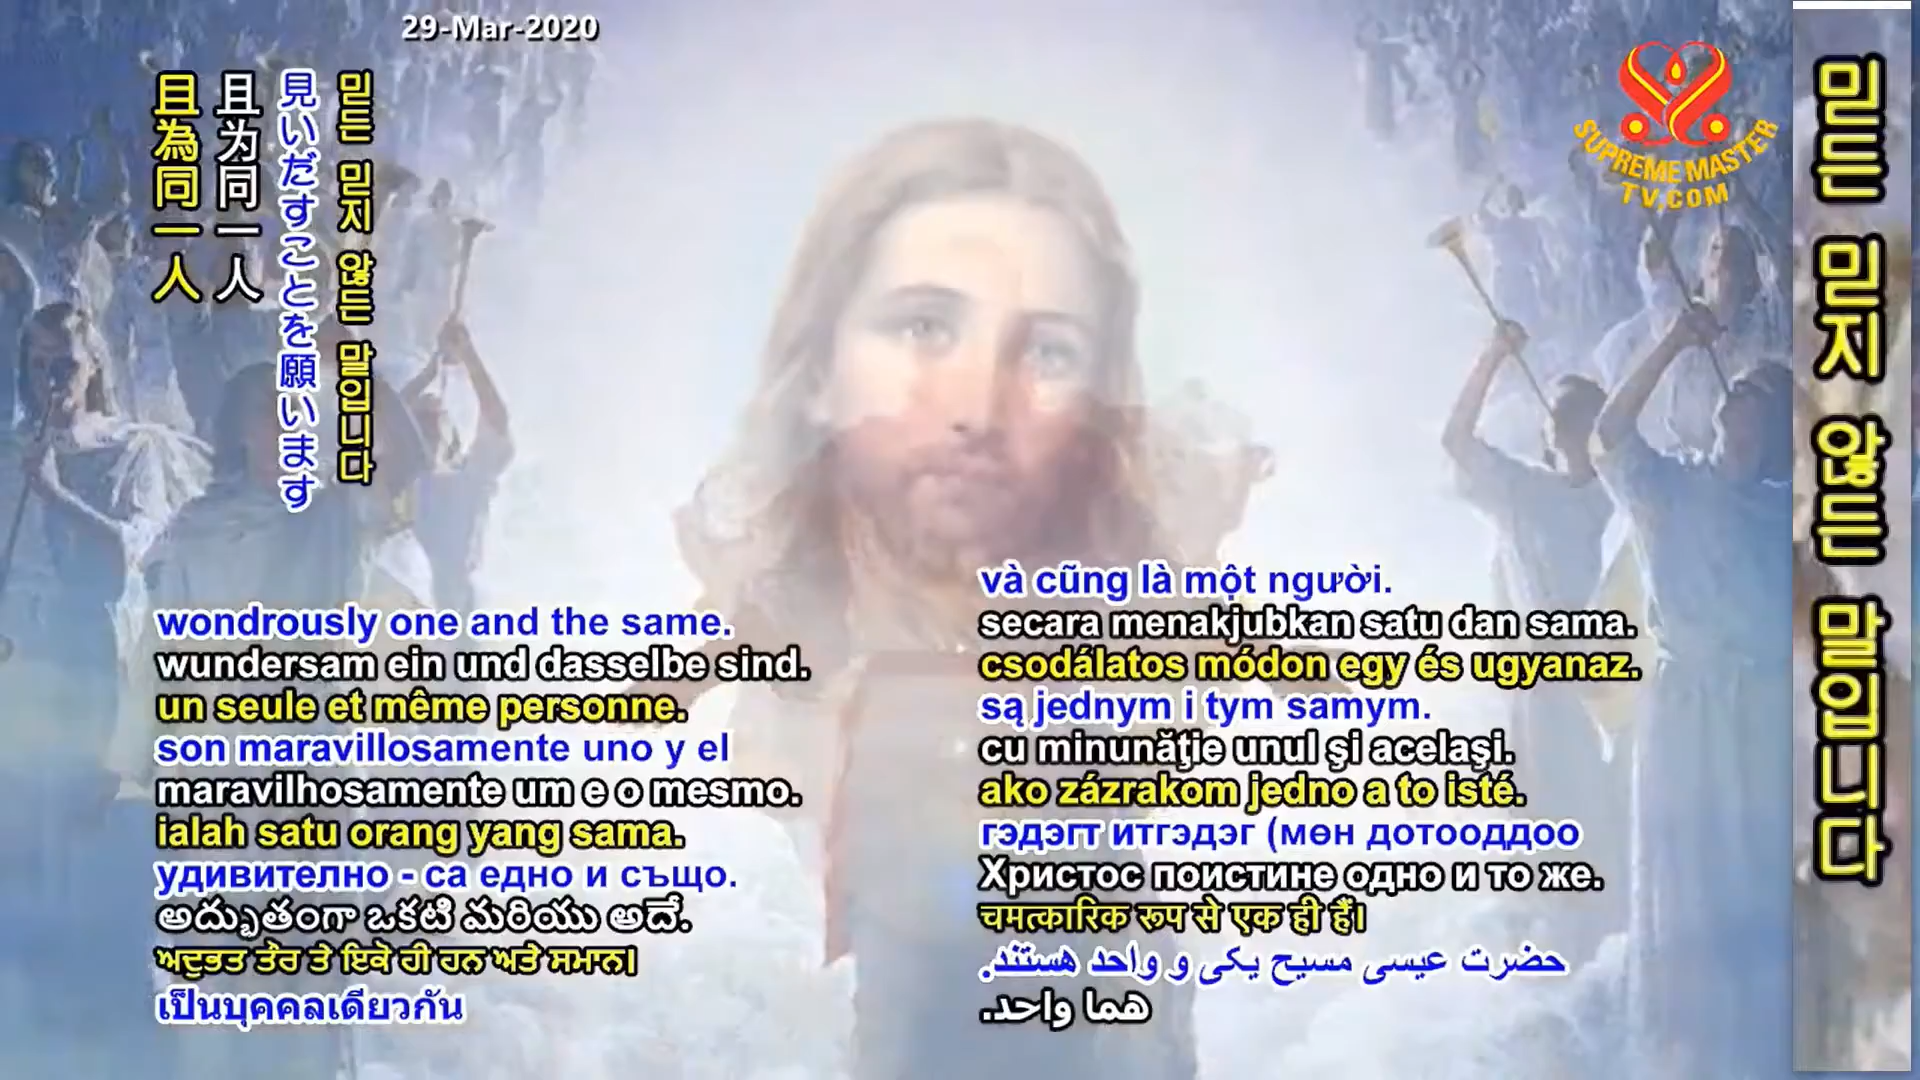 29-Mar-2020
SUPREME MASTER
TV.COM
믿든 믿지 않든 말입니다
見いだすことを願います
且为同一人
且為同一人
wondrously one and the same.
wundersam ein und dasselbe sind.
un seule et même personne.
son maravillosamente uno y el
maravilhosamente um e o mesmo.
ialah satu orang yang sama.
удивително - са едно и също.
అద్భుతంగా ఒకటి మరియు అదే.
ਅਦੁਭਤ ਤੌਰ ਤੇ ਇਕੋ ਹੀ ਹਨ ਅਤੇ ਸਮਾਨ।
เป็นบุคคลเดียวกัน
và cũng là một người.
secara menakjubkan satu dan sama.
csodálatos módon egy és ugyanaz.
są jednym i tym samym.
cu minunăţie unul şi acelaşi.
ako zázrakom jedno a to isté.
гэдэгт итгэдэг (мөн дотооддоо
Христос поистине одно и то же.
चमत्कारिक रूप से एक ही हैं।
حضرت عیسی مسیح یکی و واحد هستند.
هما واحد.
믿든 믿지 않든 말입니다